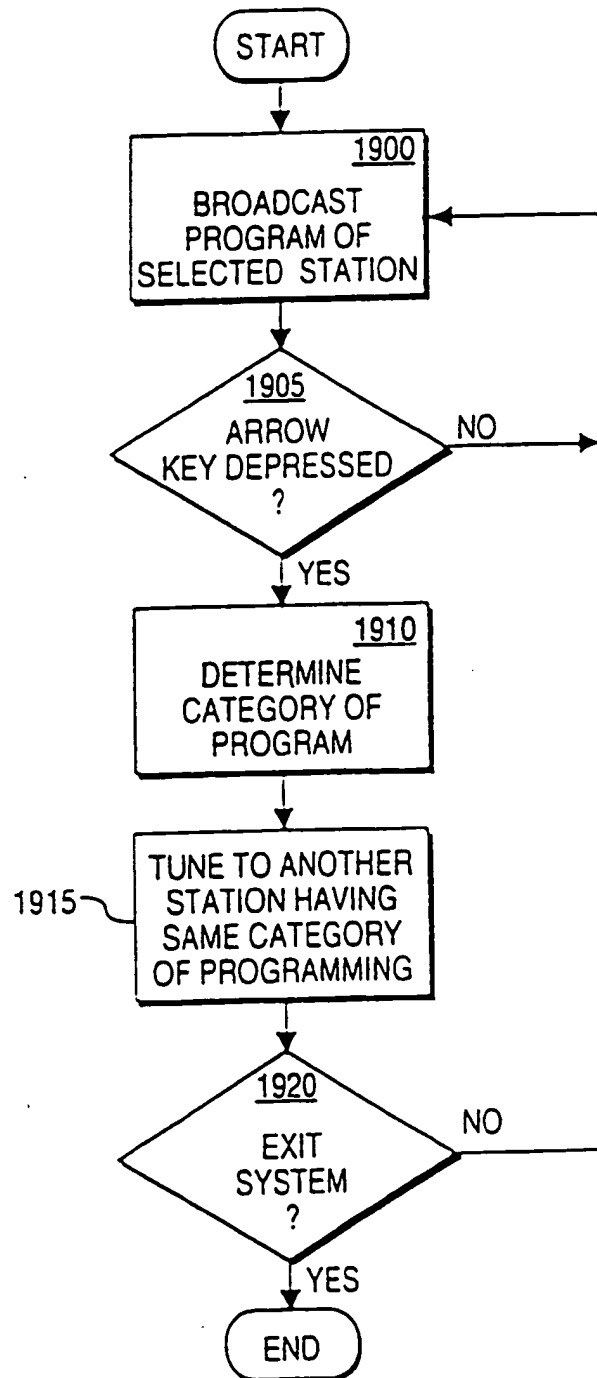 START
1900
BROADCAST
PROGRAM OF
SELECTED STATION
1905
ARROW
KEY DEPRESSED
?
NO
YES
1910
DETERMINE
CATEGORY OF
PROGRAM
1915
TUNE TO ANOTHER
STATION HAVING
SAME CATEGORY
OF PROGRAMMING
1920
EXIT
SYSTEM
?
NO
YES
END